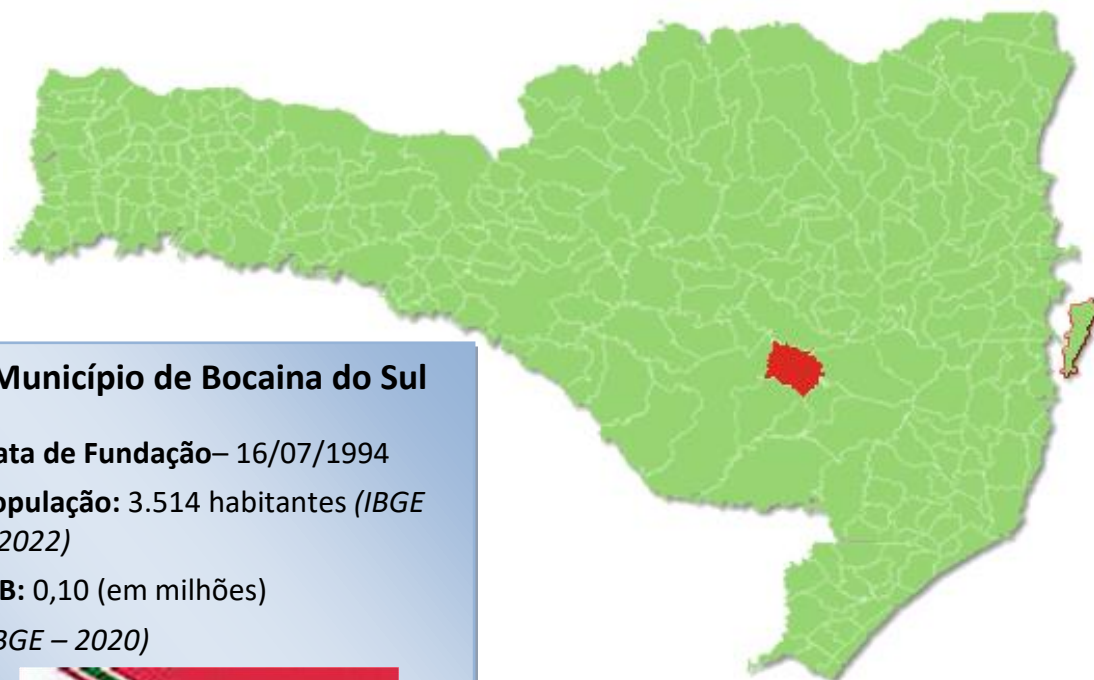 Município de Bocaina do Sul
ata de Fundação– 16/07/1994
opulação: 3.514 habitantes (IBGE
2022)
B: 0,10 (em milhões)
BGE – 2020)